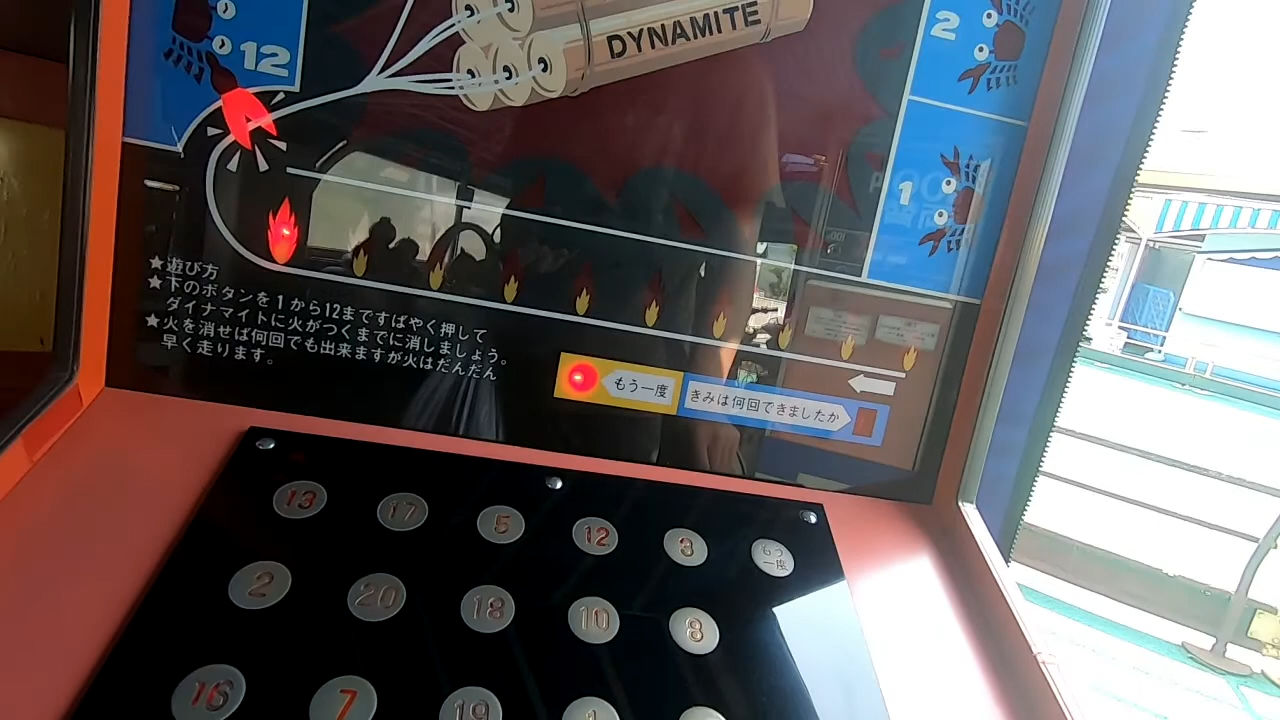 DYNAMITE
12
2
1
★遊び方
★下のボタンを1から12まですばやく押して
ダイナマイトに火がつくまでに消しましょう。
★火を消せば何回でも出来ますが火はだんだん
早く走ります。
もう一度
きみは何回できましたか
13 17 5 12 3 もう一度
2 20 18 10 8
16 7 19 1